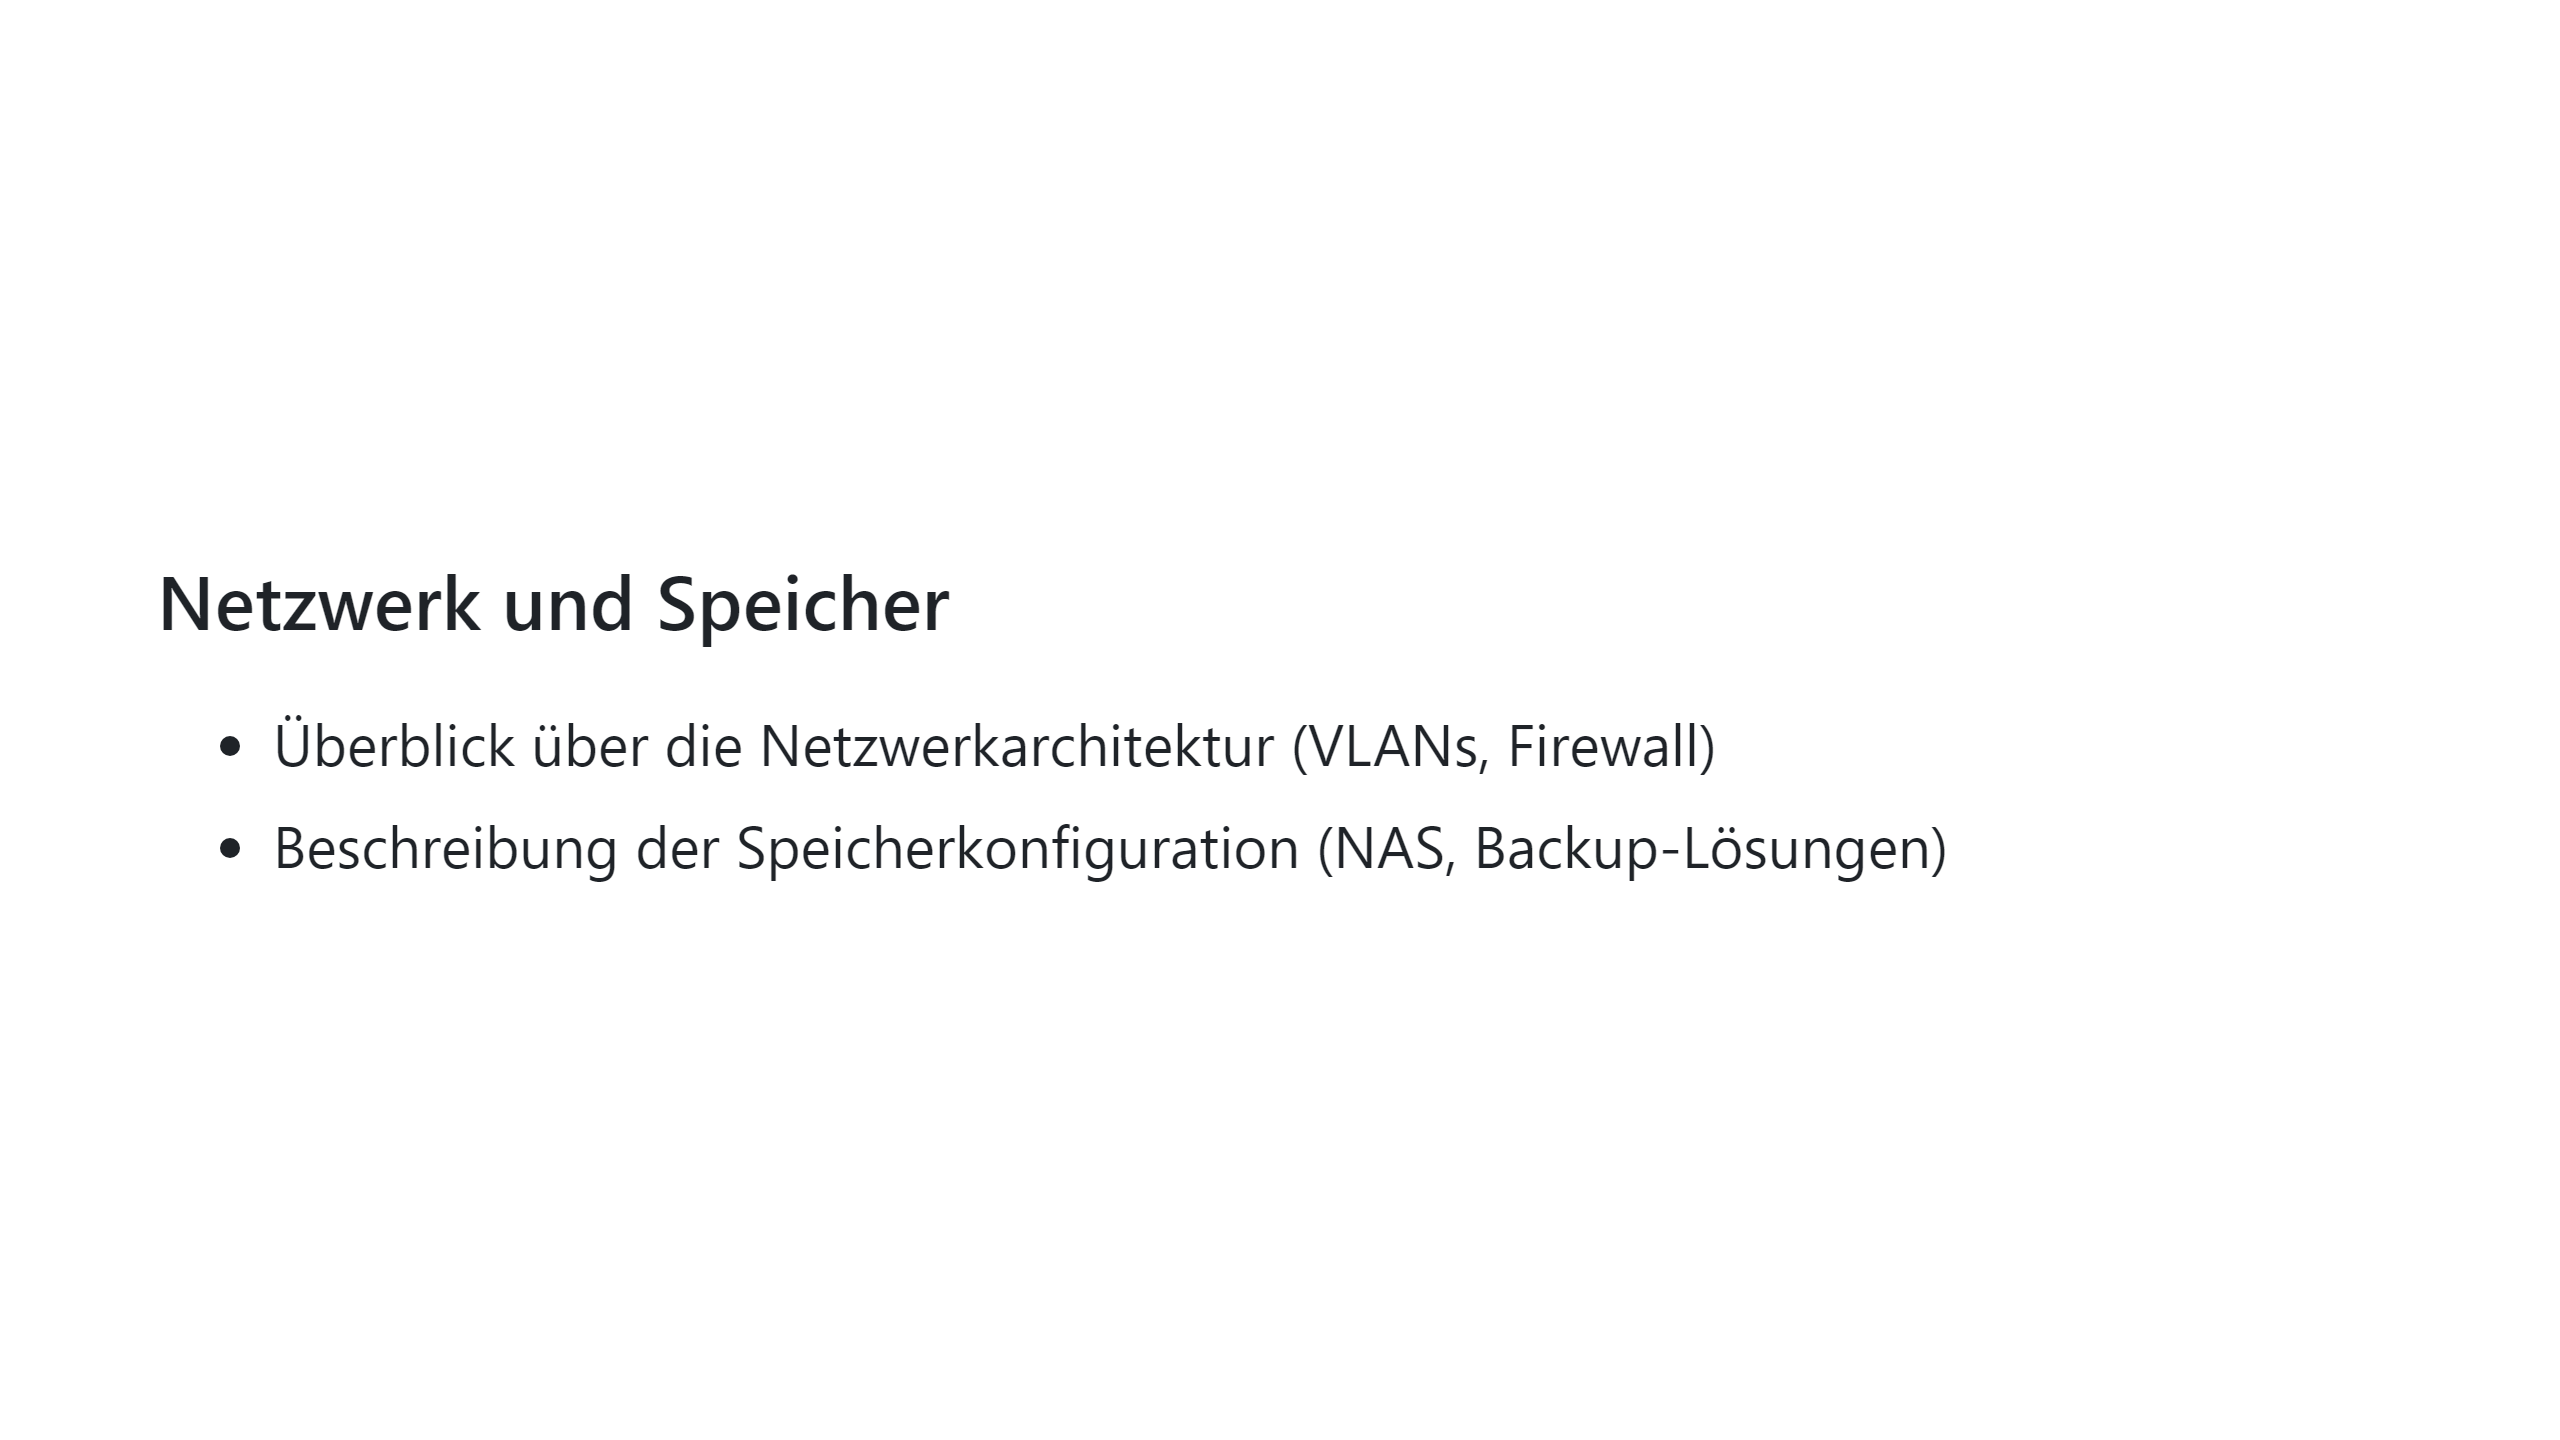 Netzwerk und Speicher
• Überblick über die Netzwerkarchitektur (VLANs, Firewall)
• Beschreibung der Speicherkonfiguration (NAS, Backup-Lösungen)